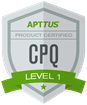 APTTUS
PRODUCT CERTIFIED
CPQ
LEVEL 1